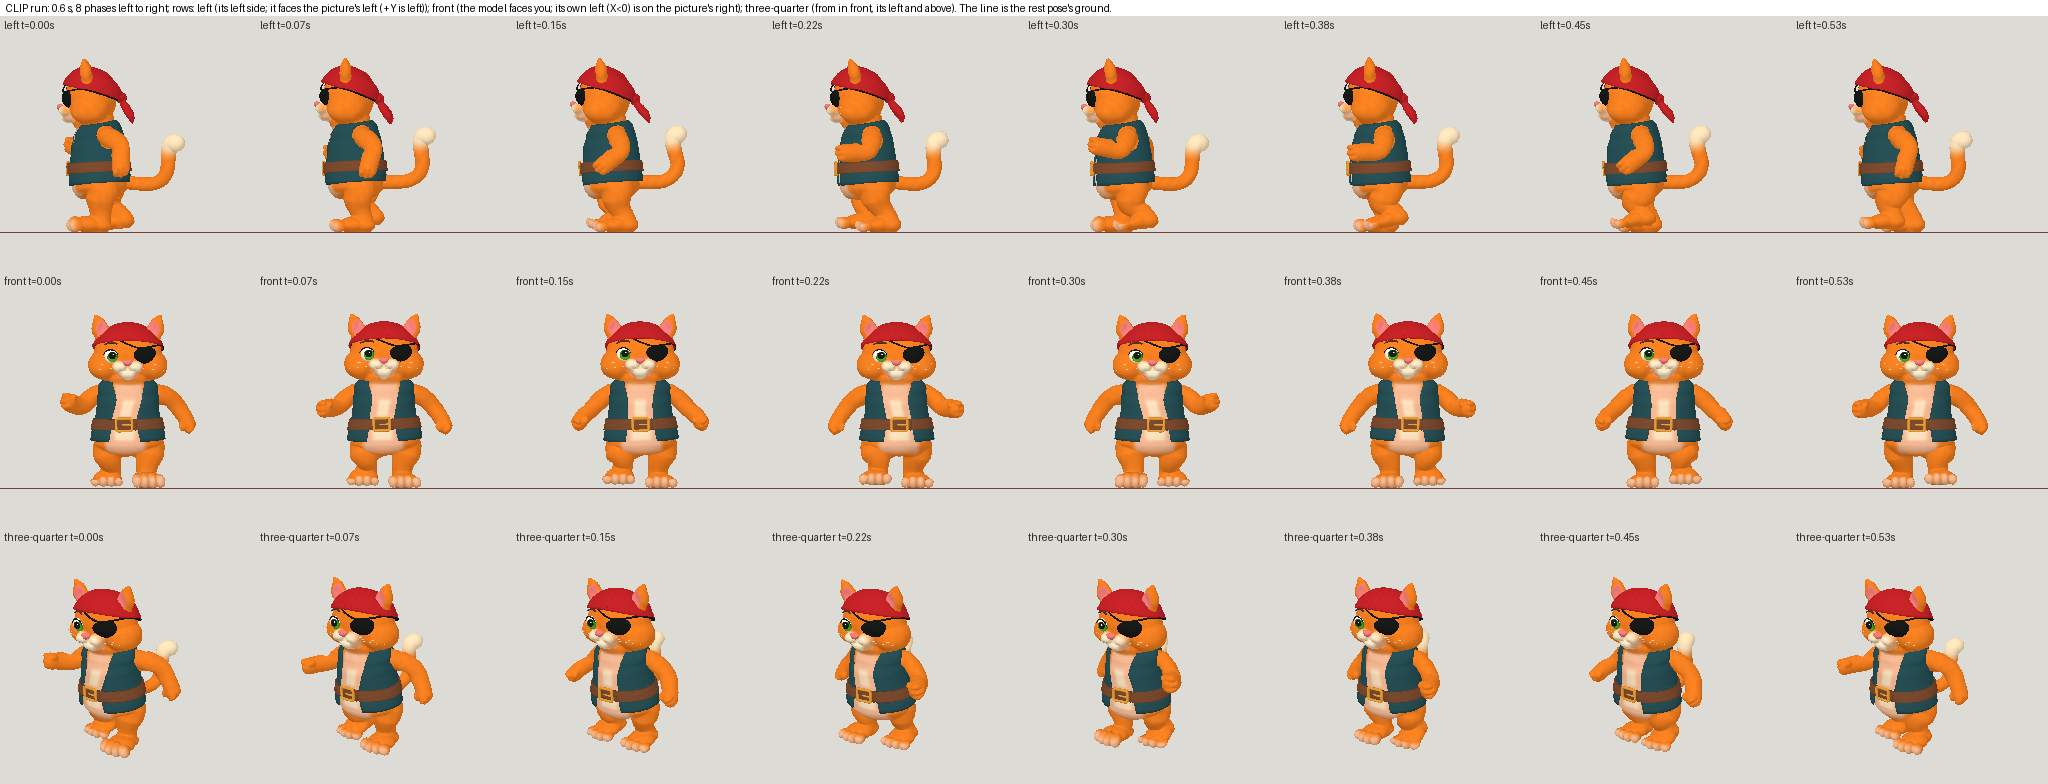 CLIP run: 0.6 s, 8 phases left to right; rows: left (its left side; it faces the picture's left (+Y is left)); front (the model faces you; its own left (X<0) is on the picture's right); three-quarter (from in front, its left and above). The line is the rest pose's ground.
left t=0.00s left t=0.07s left t=0.15s left t=0.22s left t=0.30s left t=0.38s left t=0.45s left t=0.53s
front t=0.00s front t=0.07s front t=0.15s front t=0.22s front t=0.30s front t=0.38s front t=0.45s front t=0.53s
three-quarter t=0.00s three-quarter t=0.07s three-quarter t=0.15s three-quarter t=0.22s three-quarter t=0.30s three-quarter t=0.38s three-quarter t=0.45s three-quarter t=0.53s